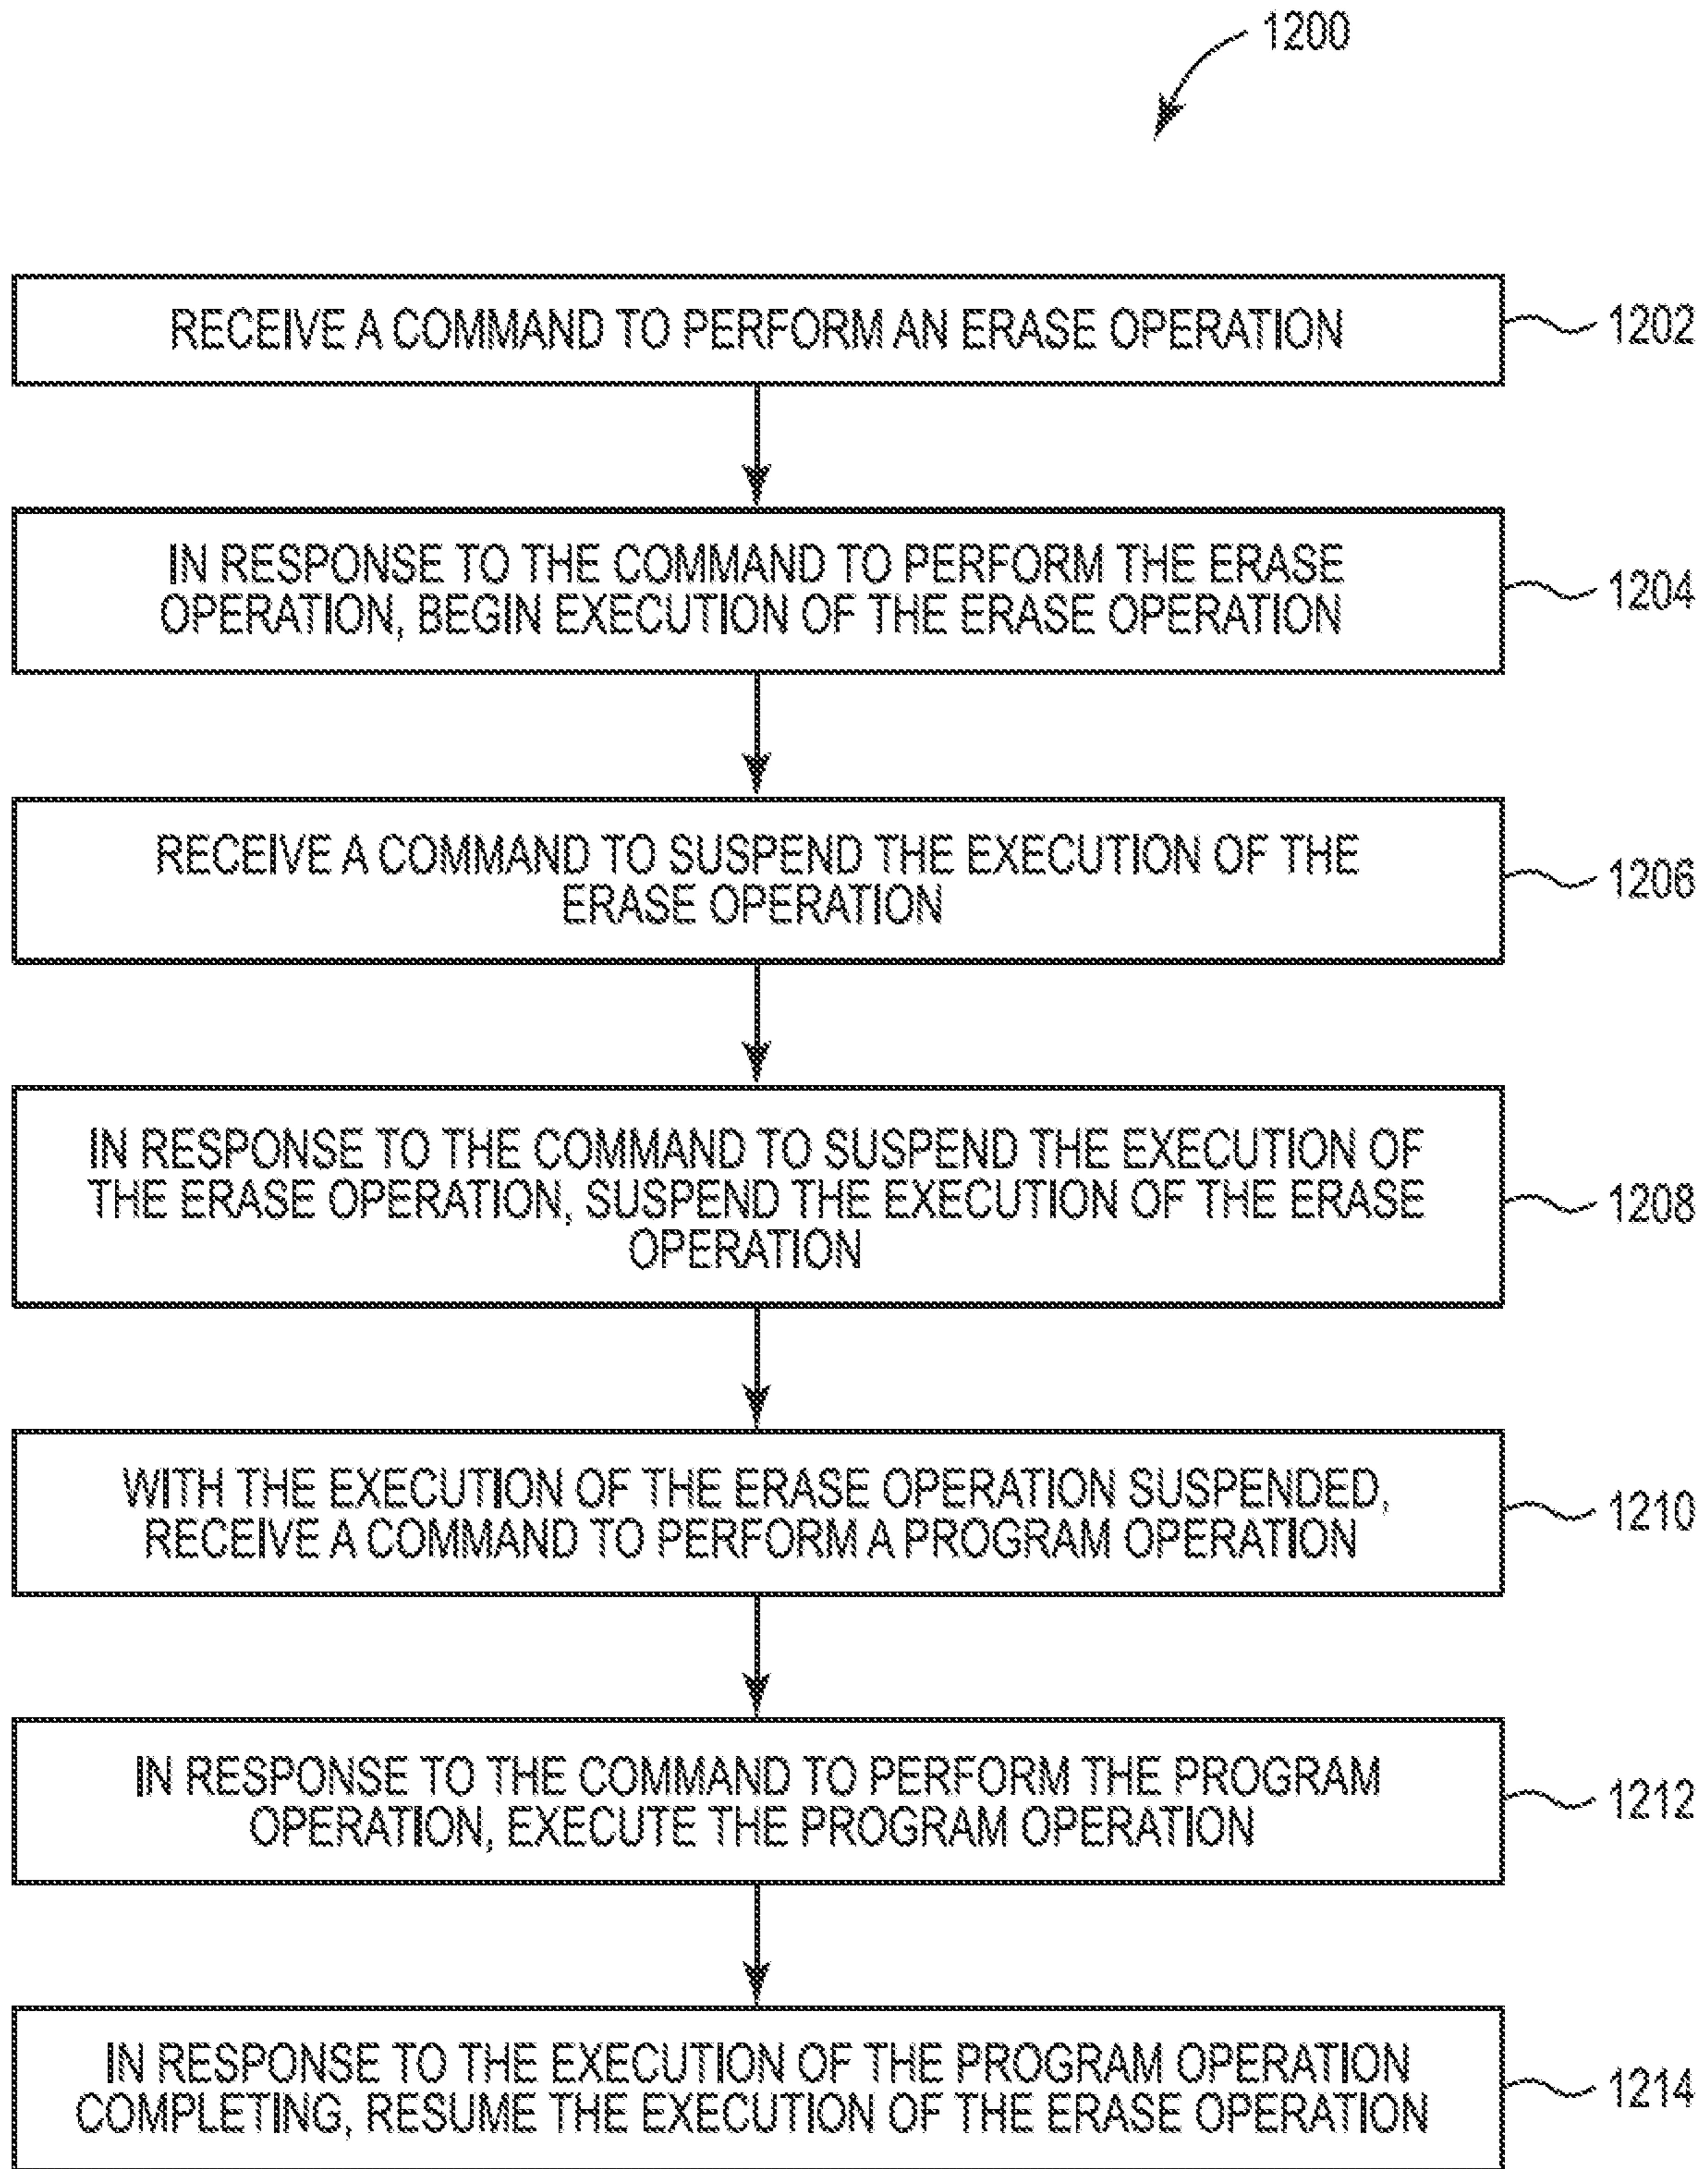 1200
RECEIVE A COMMAND TO PERFORM AN ERASE OPERATION
1202
IN RESPONSE TO THE COMMAND TO PERFORM THE ERASE
OPERATION, BEGIN EXECUTION OF THE ERASE OPERATION
1204
RECEIVE A COMMAND TO SUSPEND THE EXECUTION OF THE
ERASE OPERATION
1206
IN RESPONSE TO THE COMMAND TO SUSPEND THE EXECUTION OF
THE ERASE OPERATION, SUSPEND THE EXECUTION OF THE ERASE
OPERATION
1208
WITH THE EXECUTION OF THE ERASE OPERATION SUSPENDED,
RECEIVE A COMMAND TO PERFORM A PROGRAM OPERATION
1210
IN RESPONSE TO THE COMMAND TO PERFORM THE PROGRAM
OPERATION, EXECUTE THE PROGRAM OPERATION
1212
IN RESPONSE TO THE EXECUTION OF THE PROGRAM OPERATION
COMPLETING, RESUME THE EXECUTION OF THE ERASE OPERATION
1214